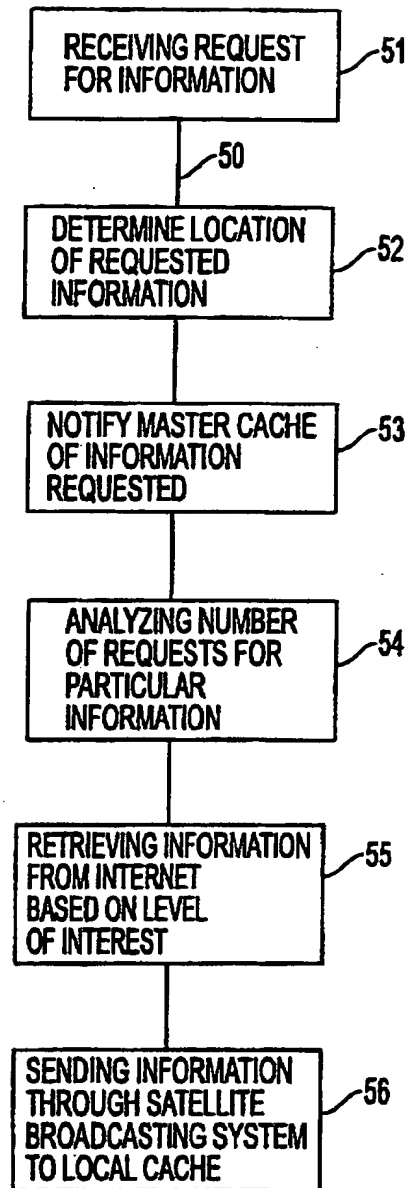 RECEIVING REQUEST
FOR INFORMATION
51
50
DETERMINE LOCATION
OF REQUESTED
INFORMATION
52
NOTIFY MASTER CACHE
OF INFORMATION
REQUESTED
53
ANALYZING NUMBER
OF REQUESTS FOR
PARTICULAR
INFORMATION
54
RETRIEVING INFORMATION
FROM INTERNET
BASED ON LEVEL
OF INTEREST
55
SENDING INFORMATION
THROUGH SATELLITE
BROADCASTING SYSTEM
TO LOCAL CACHE
56